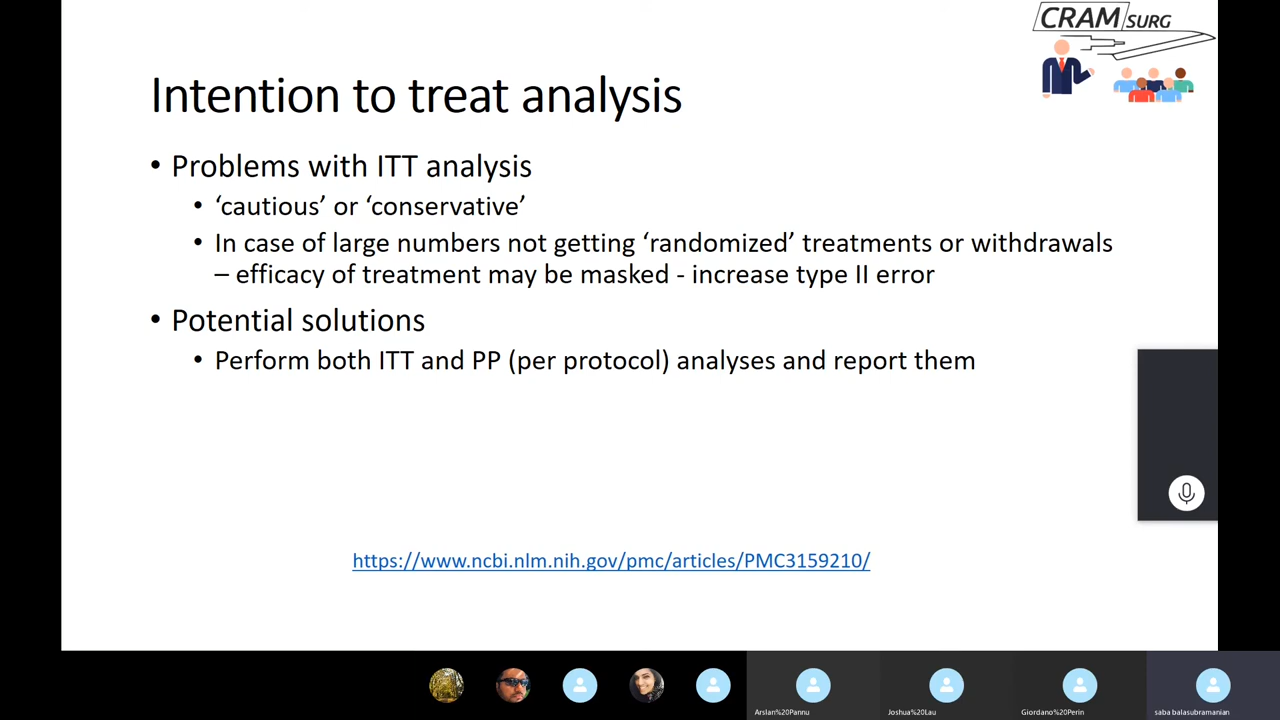 CRAM SURG
Intention to treat analysis
• Problems with ITT analysis
• ‘cautious’ or ‘conservative’
• In case of large numbers not getting ‘randomized’ treatments or withdrawals
– efficacy of treatment may be masked - increase type II error
• Potential solutions
• Perform both ITT and PP (per protocol) analyses and report them
https://www.ncbi.nlm.nih.gov/pmc/articles/PMC3159210/
Arslan%20Pannu
Joshua%20Lau
Giordano%20Perin
saba balasubramanian